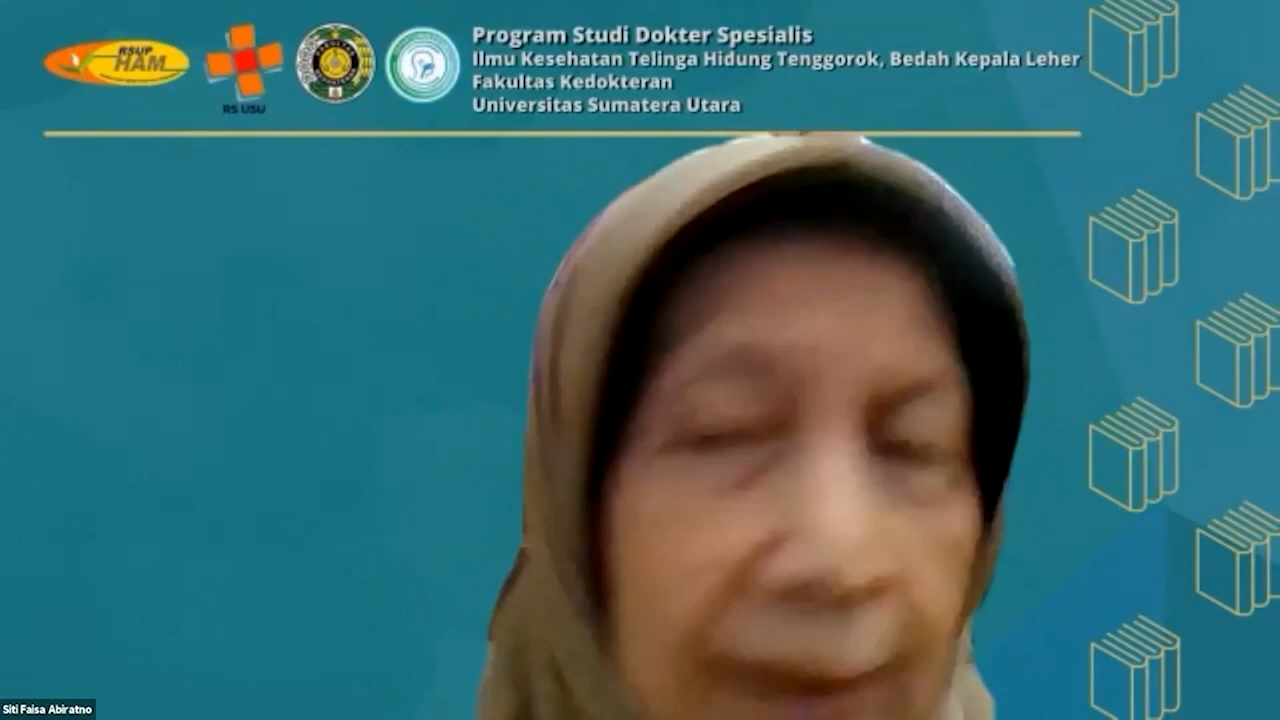 RSUP
HAM
RS USU
Program Studi Dokter Spesialis
Ilmu Kesehatan Telinga Hidung Tenggorok, Bedah Kepala Leher
Fakultas Kedokteran
Universitas Sumatera Utara
Siti Faisa Abiratno